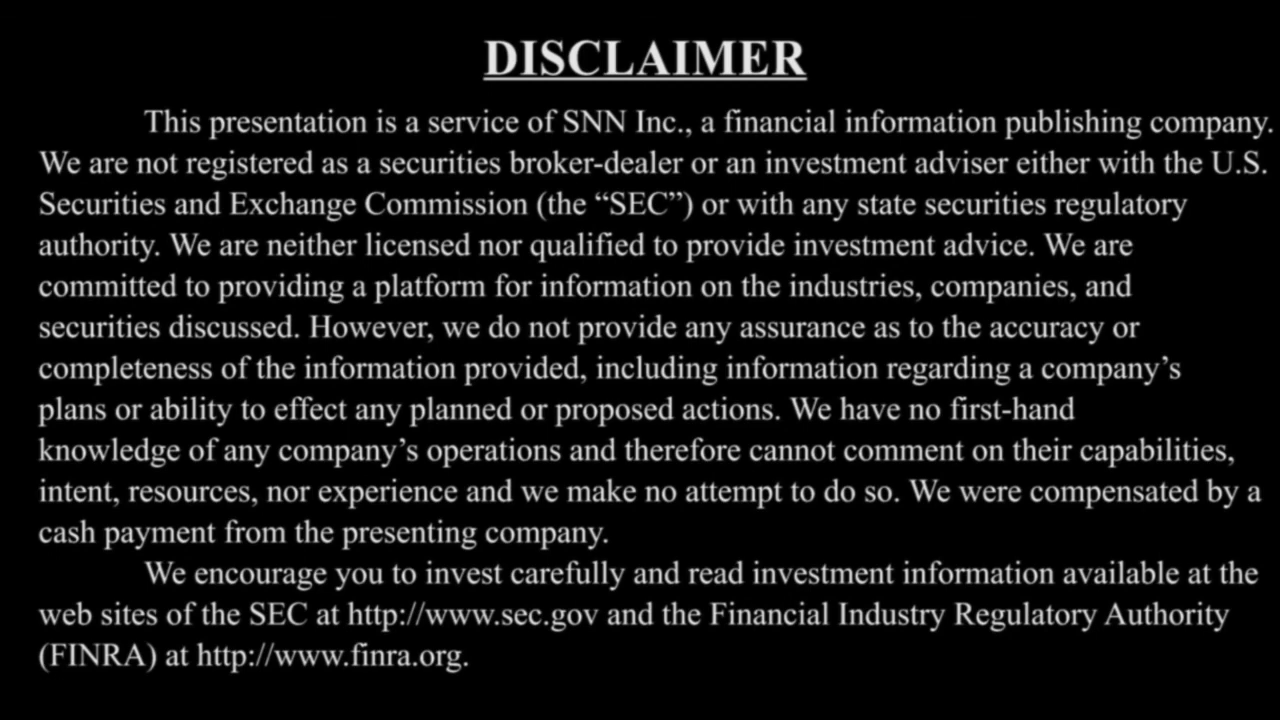 DISCLAIMER
This presentation is a service of SNN Inc., a financial information publishing company.
We are not registered as a securities broker-dealer or an investment adviser either with the U.S.
Securities and Exchange Commission (the “SEC”) or with any state securities regulatory
authority. We are neither licensed nor qualified to provide investment advice. We are
committed to providing a platform for information on the industries, companies, and
securities discussed. However, we do not provide any assurance as to the accuracy or
completeness of the information provided, including information regarding a company’s
plans or ability to effect any planned or proposed actions. We have no first-hand
knowledge of any company’s operations and therefore cannot comment on their capabilities,
intent, resources, nor experience and we make no attempt to do so. We were compensated by a
cash payment from the presenting company.
We encourage you to invest carefully and read investment information available at the
web sites of the SEC at http://www.sec.gov and the Financial Industry Regulatory Authority
(FINRA) at http://www.finra.org.